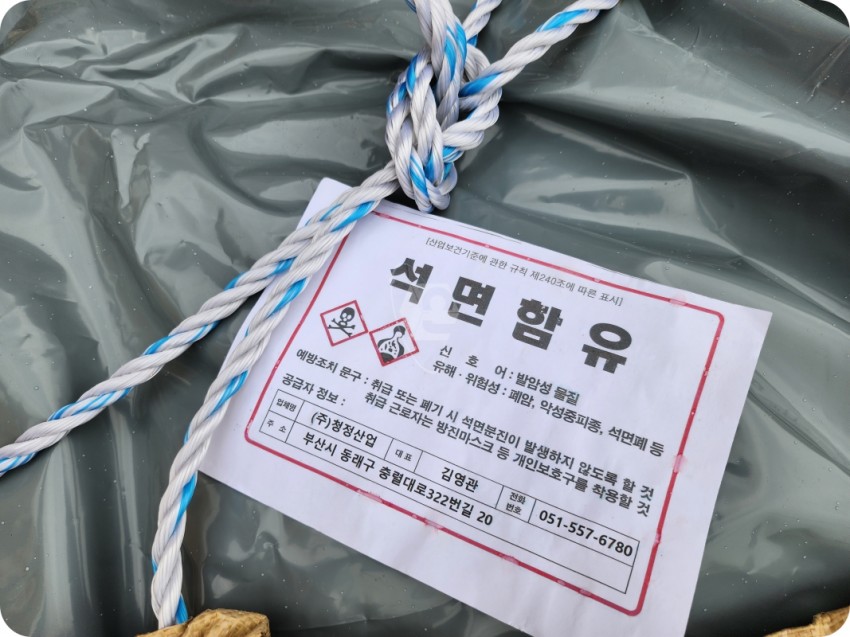 [산업보건기준에 관한 규칙 제240조에 따른 표시]
석면함유
신 호 어 : 발암성 물질
유해 · 위험성 : 폐암, 악성중피종, 석면폐 등
예방조치 문구 : 취급 또는 폐기 시 석면분진이 발생하지 않도록 할 것
취급 근로자는 방진마스크 등 개인보호구를 착용할 것
공급자 정보 :
업체명 (주)청정산업 대표 김영관 전화번호 051-557-6780
주 소 부산시 동래구 충렬대로322번길 20